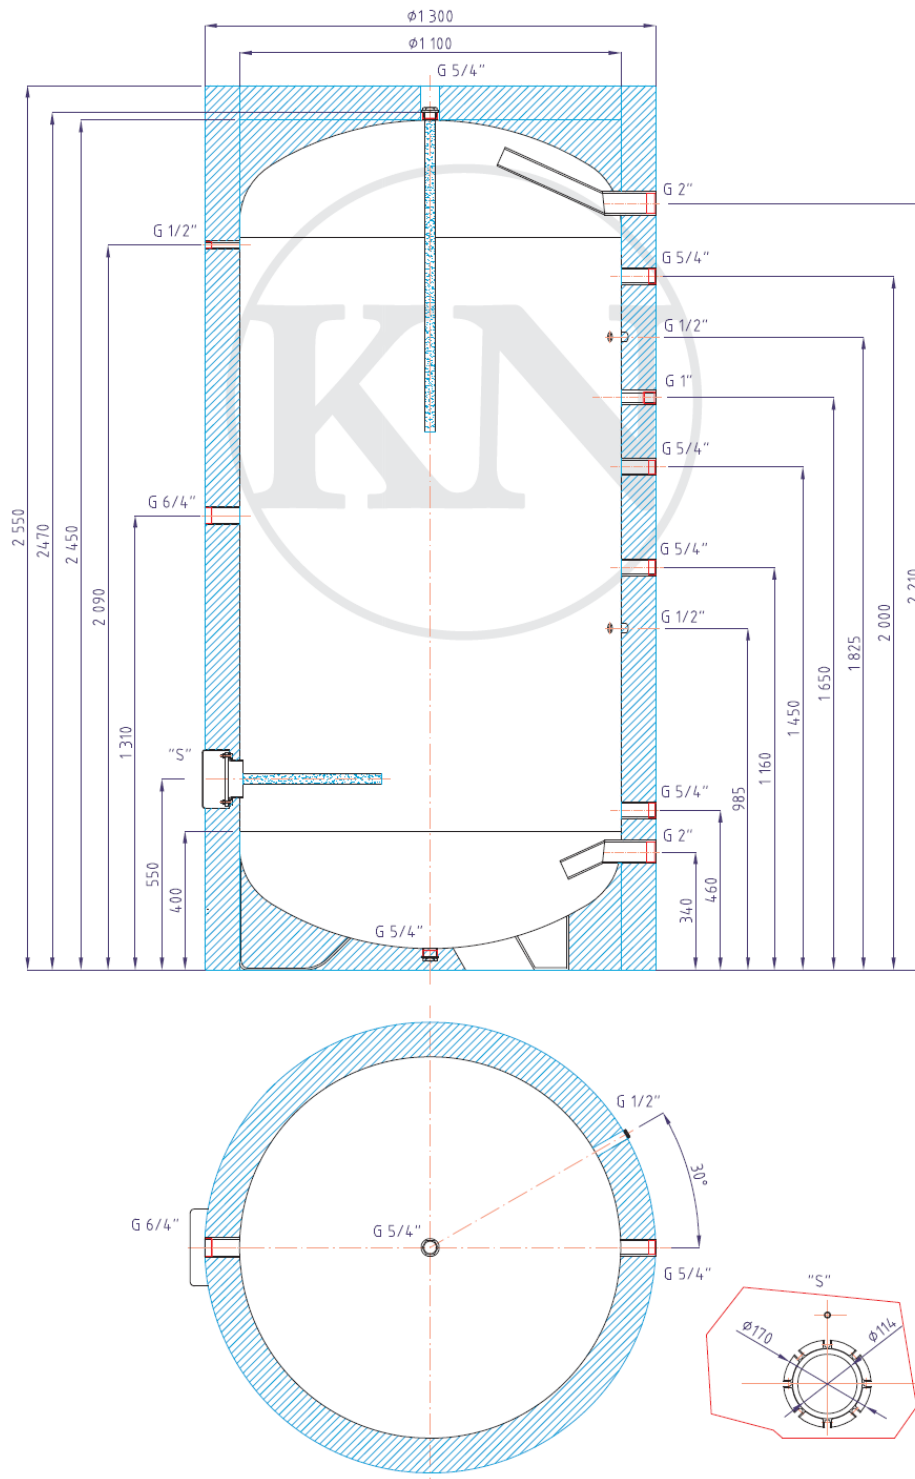 ø1 300
ø1 100
G 5/4"
G 2"
G 1/2"
G 5/4"
G 1/2"
G 1"
G 5/4"
G 6/4"
G 5/4"
G 1/2"
"S"
G 5/4"
G 2"
G 5/4"
2 550
2470
2 450
2 090
1 310
550
400
340
460
985
1 160
1 450
1 650
1 825
2 000
2 210
KN
G 1/2"
30°
G 6/4"
G 5/4"
G 5/4"
"S"
ø170
ø114